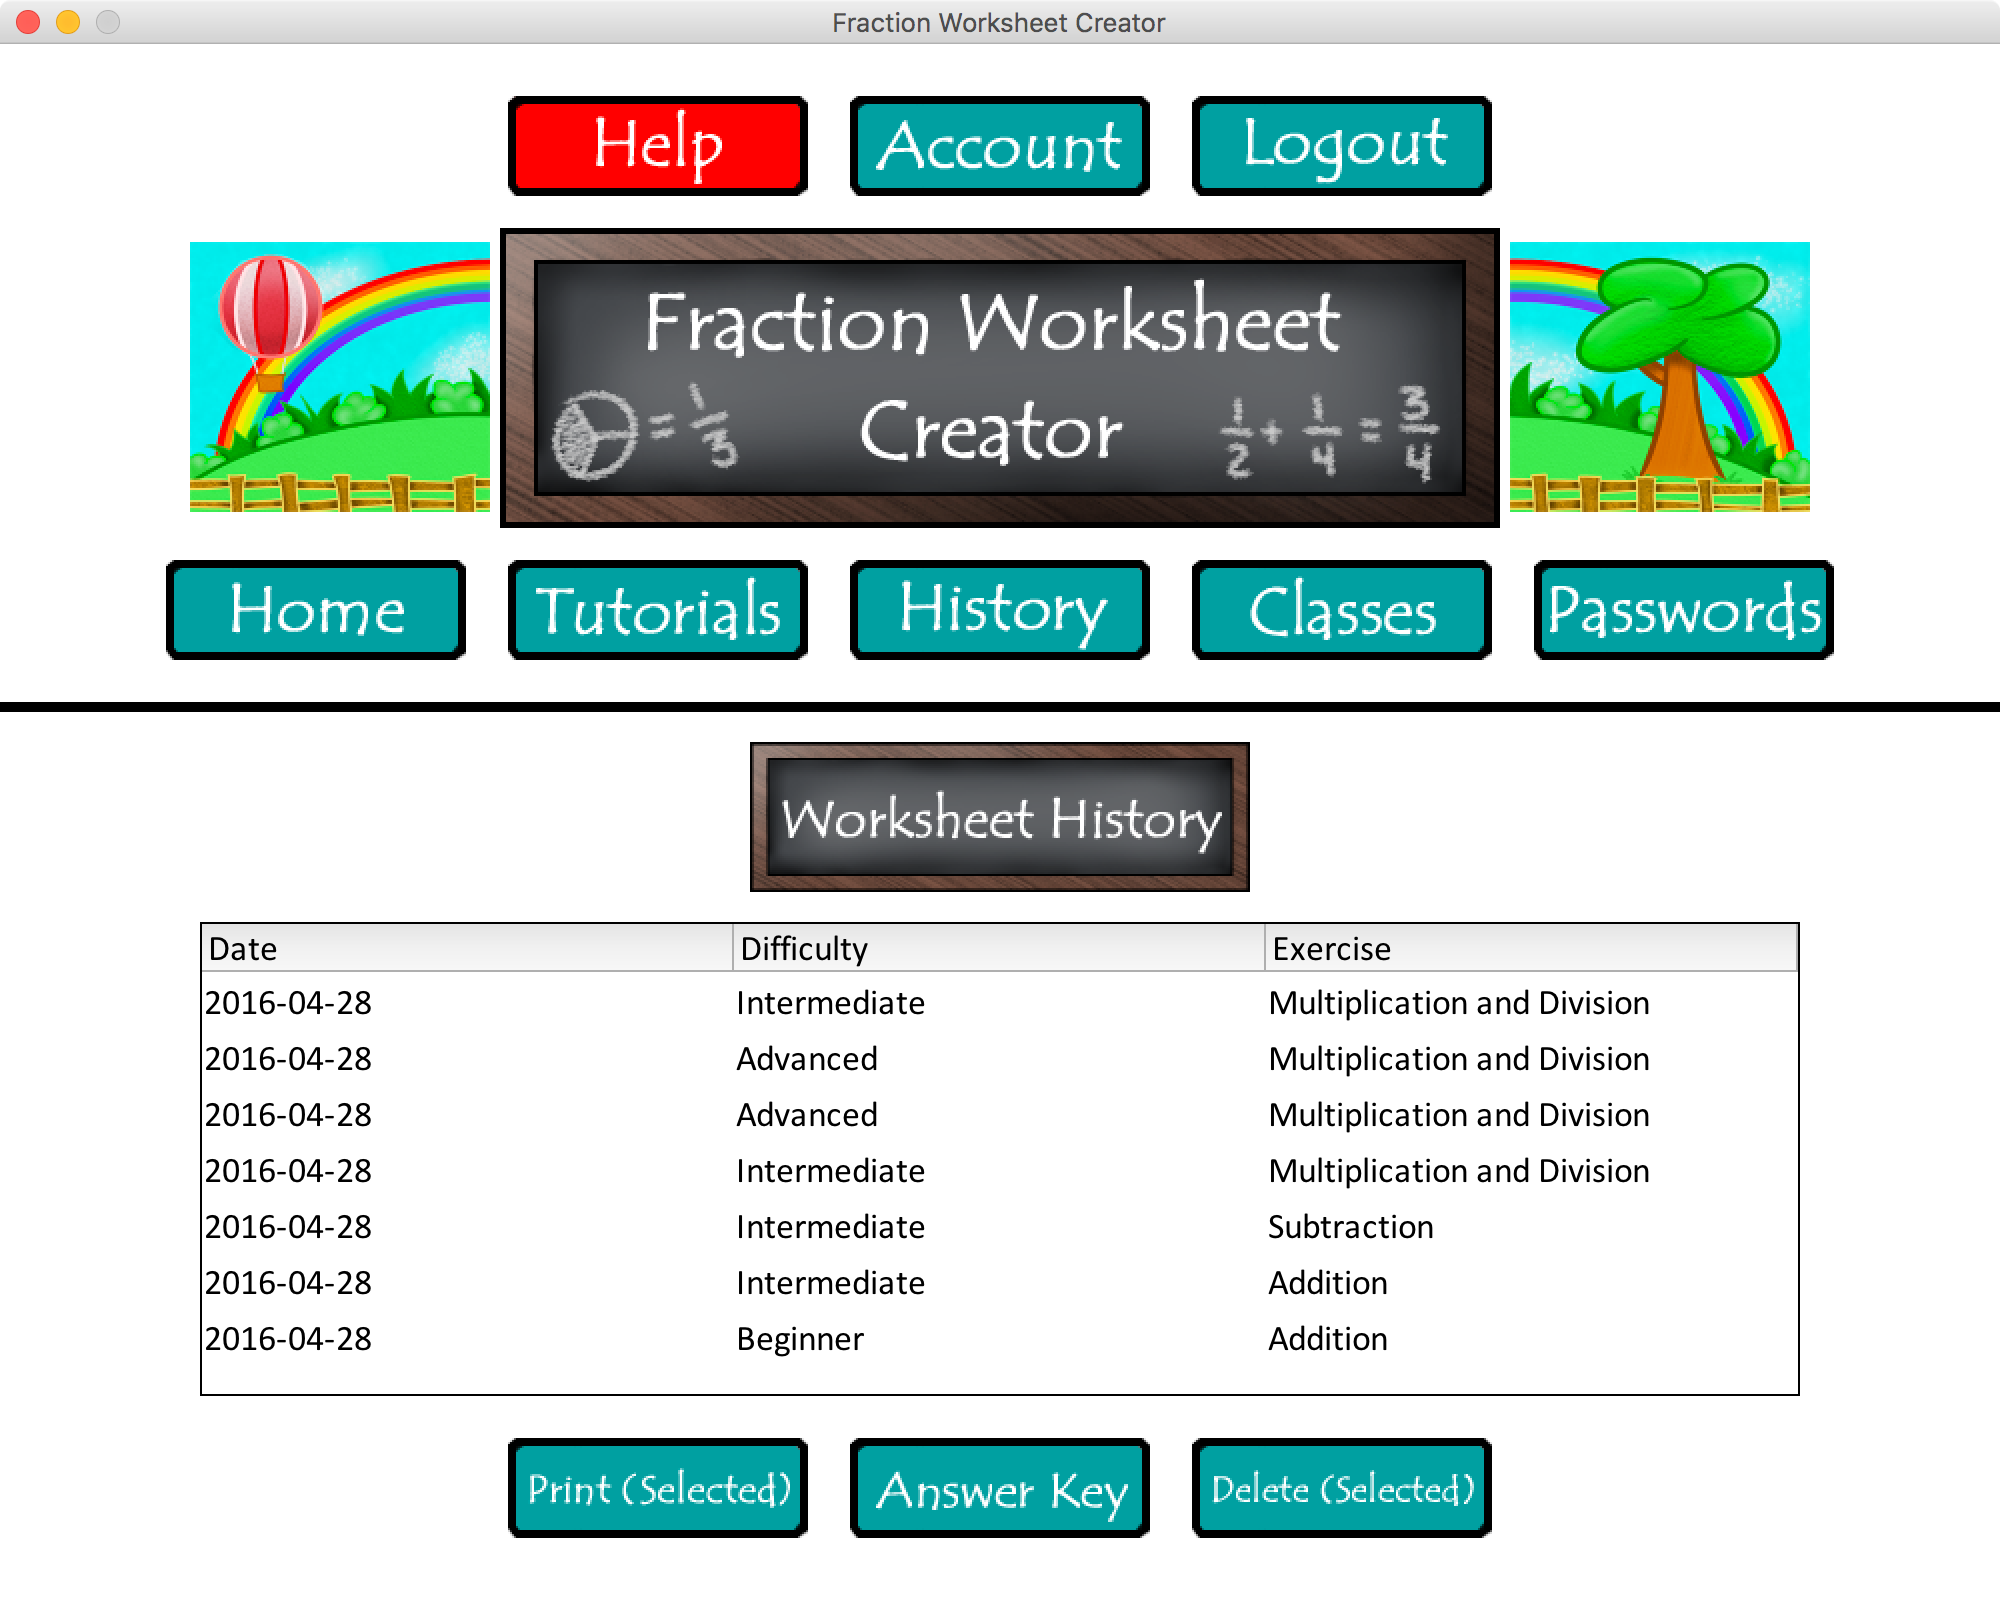 Fraction Worksheet Creator
Help Account Logout
Fraction Worksheet
Creator
= 1/3
1/2 + 1/4 = 3/4
Home Tutorials History Classes Passwords
Worksheet History
Date Difficulty Exercise
2016-04-28 Intermediate Multiplication and Division
2016-04-28 Advanced Multiplication and Division
2016-04-28 Advanced Multiplication and Division
2016-04-28 Intermediate Multiplication and Division
2016-04-28 Intermediate Subtraction
2016-04-28 Intermediate Addition
2016-04-28 Beginner Addition
Print (Selected) Answer Key Delete (Selected)